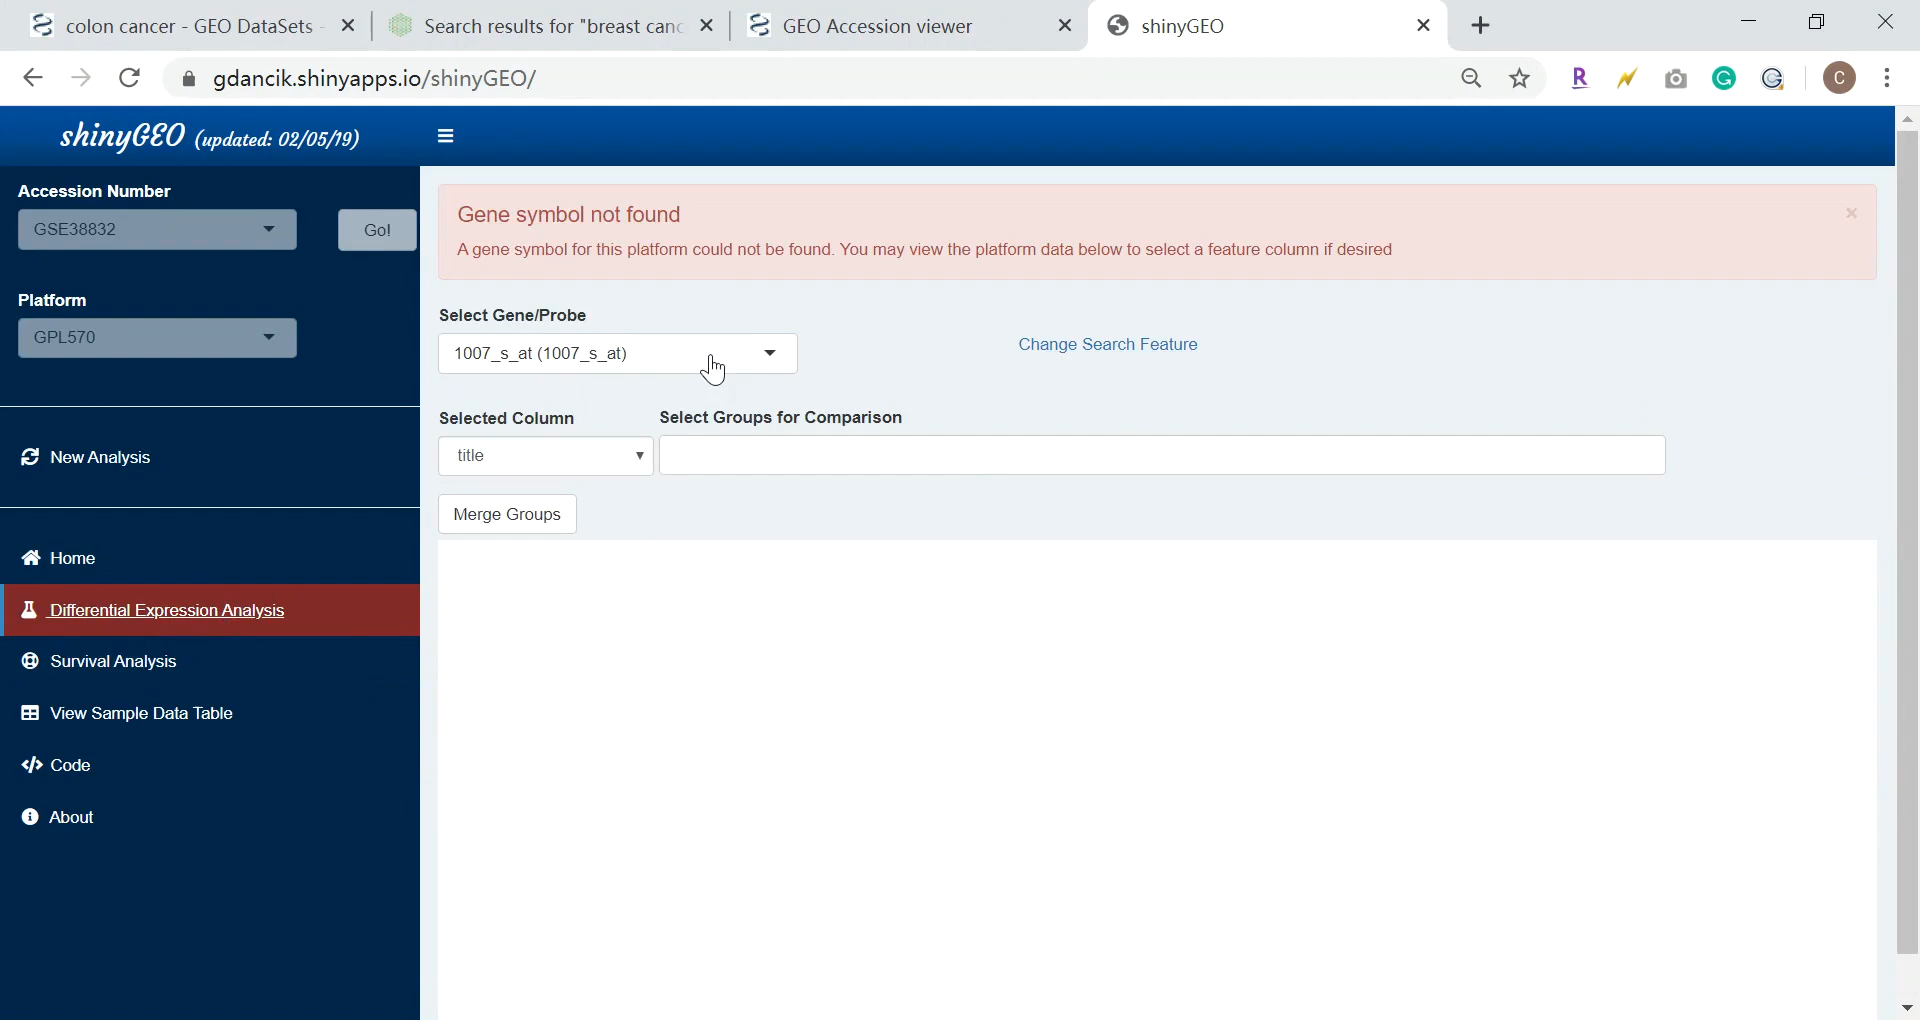 colon cancer - GEO DataSets -
Search results for "breast canc
GEO Accession viewer
shinyGEO
gdancik.shinyapps.io/shinyGEO/
C
shinyGEO (updated: 02/05/19)
Accession Number
GSE38832
Go!
Platform
GPL570
New Analysis
Home
Differential Expression Analysis
Survival Analysis
View Sample Data Table
Code
About
Gene symbol not found
×
A gene symbol for this platform could not be found. You may view the platform data below to select a feature column if desired
Select Gene/Probe
1007_s_at (1007_s_at)
Change Search Feature
Selected Column
Select Groups for Comparison
title
Merge Groups